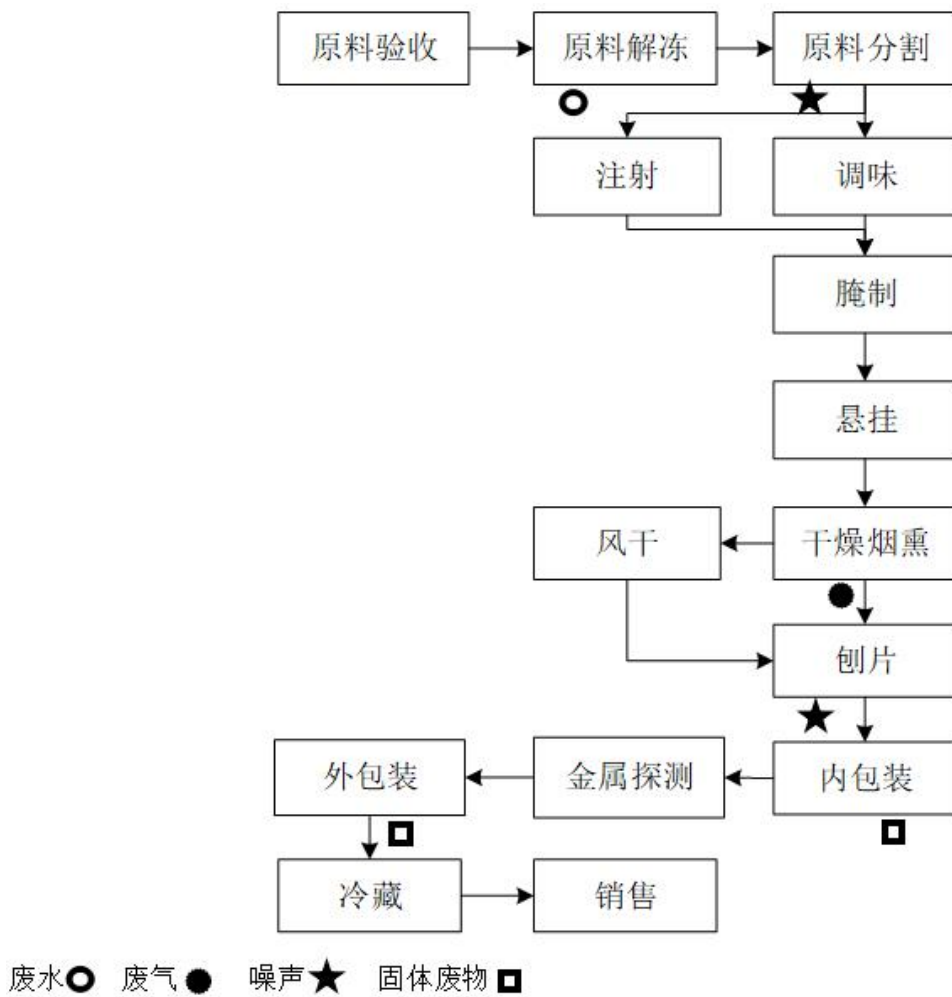 原料验收
原料解冻
原料分割
注射
调味
腌制
悬挂
风干
干燥烟熏
刨片
外包装
金属探测
内包装
冷藏
销售
废水 废气 噪声 固体废物